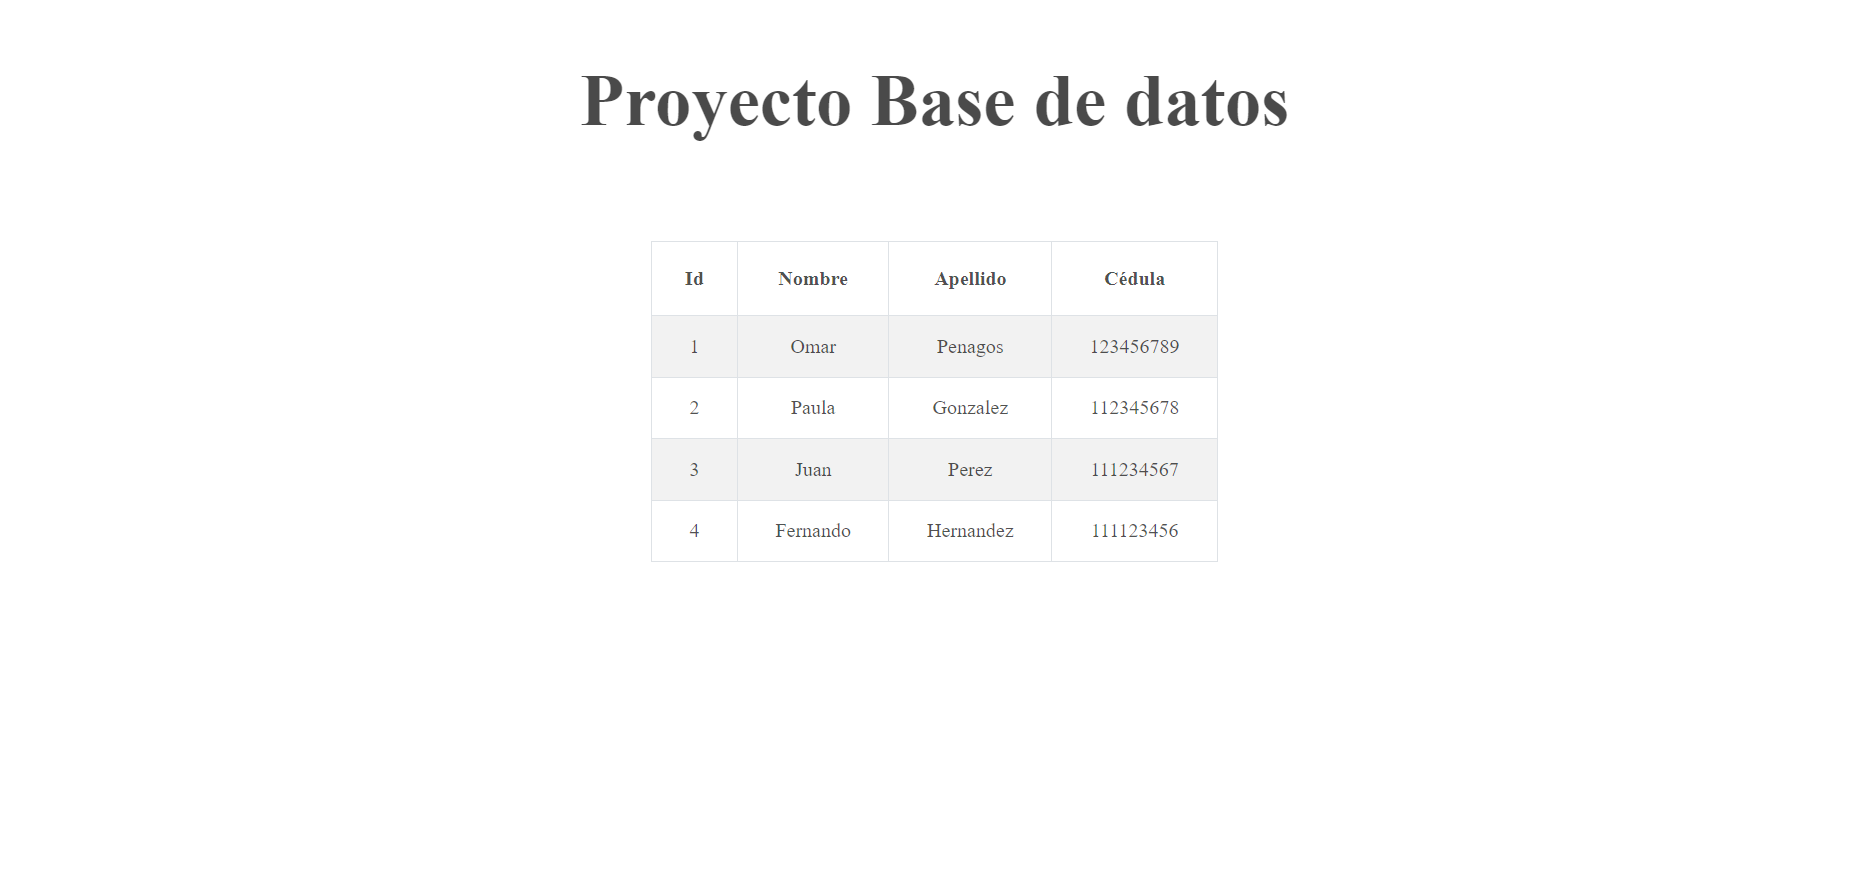 Proyecto Base de datos
Id Nombre Apellido Cédula
1 Omar Penagos 123456789
2 Paula Gonzalez 112345678
3 Juan Perez 111234567
4 Fernando Hernandez 111123456